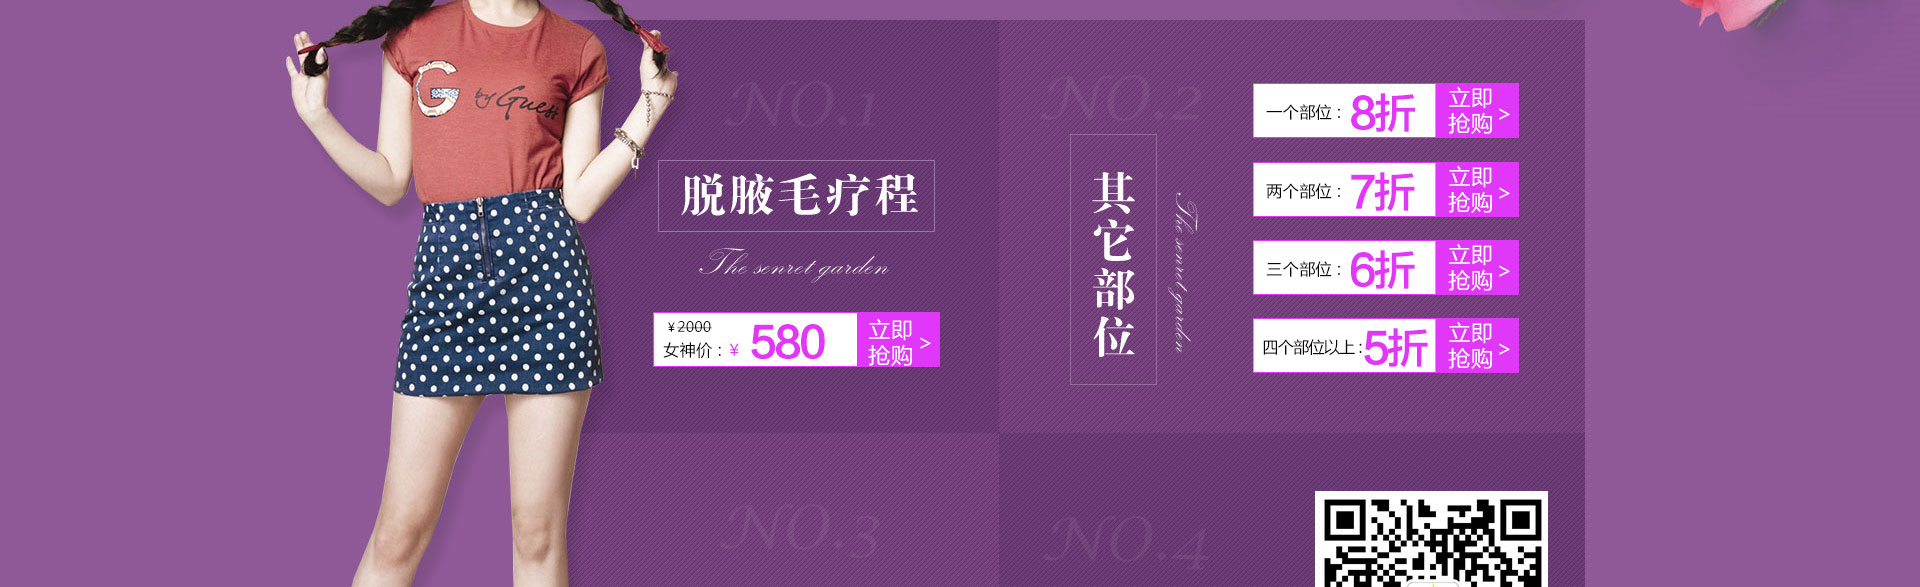 G by Guess
NO.1
脱腋毛疗程
The senret garden
¥2000
女神价：¥ 580
立即
抢购 >
NO.2
其它部位
The senret garden
一个部位：8折
立即
抢购 >
两个部位：7折
立即
抢购 >
三个部位：6折
立即
抢购 >
四个部位以上：5折
立即
抢购 >
NO.3
NO.4